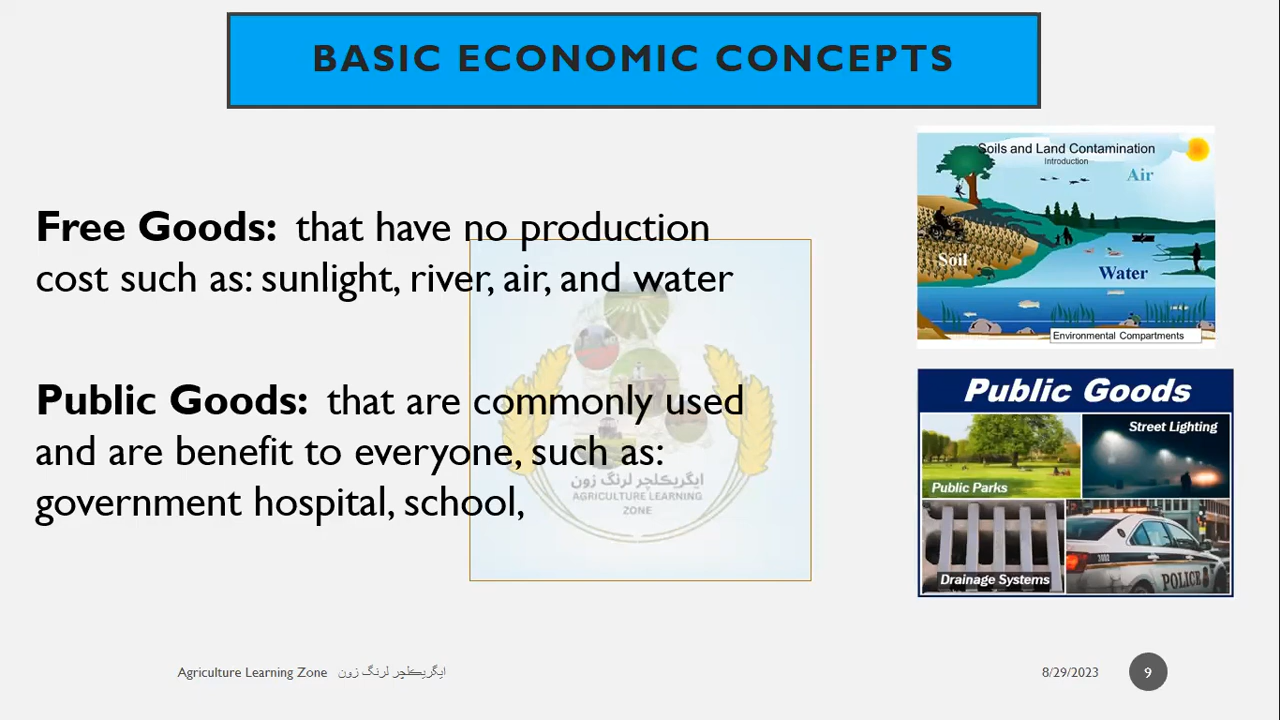 BASIC ECONOMIC CONCEPTS
Free Goods: that have no production
cost such as: sunlight, river, air, and water
Public Goods: that are commonly used
and are benefit to everyone, such as:
government hospital, school,
ایگریکلچر لرنگ زون
AGRICULTURE LEARNING
ZONE
Soils and Land Contamination
Introduction
Air
Soil
Water
Environmental Compartments
Public Goods
Street Lighting
Public Parks
Drainage Systems
POLICE
Agriculture Learning Zone ایگریکلچر لرنگ زون
8/29/2023
9